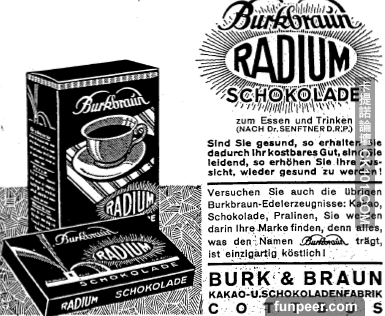 Burkbraun
RADIUM
SCHOKOLADE
zum Essen und Trinken
(NACH Dr. SENFTNER D.R.P.)
Sind Sie gesund, so erhalten Sie
dadurch Ihr kostbares Gut, sind Sie
leidend, so erhöhen Sie Ihre Aus-
sicht, wieder gesund zu werden!
Versuchen Sie auch die übrigen
Burkbraun-Edelerzeugnisse: Kakao,
Schokolade, Pralinen, Sie werden
darin Ihre Marke finden, denn alles,
was den Namen Burkbraun trägt,
ist einzigartig köstlich!
BURK & BRAUN
KAKAO-U.SCHOKOLADENFABRIK
COT S
Burkbraun
RADIUM
Burkbraun
RADIUM
SCHOKOLADE
RADIUM SCHOKOLADE
funpeer.com